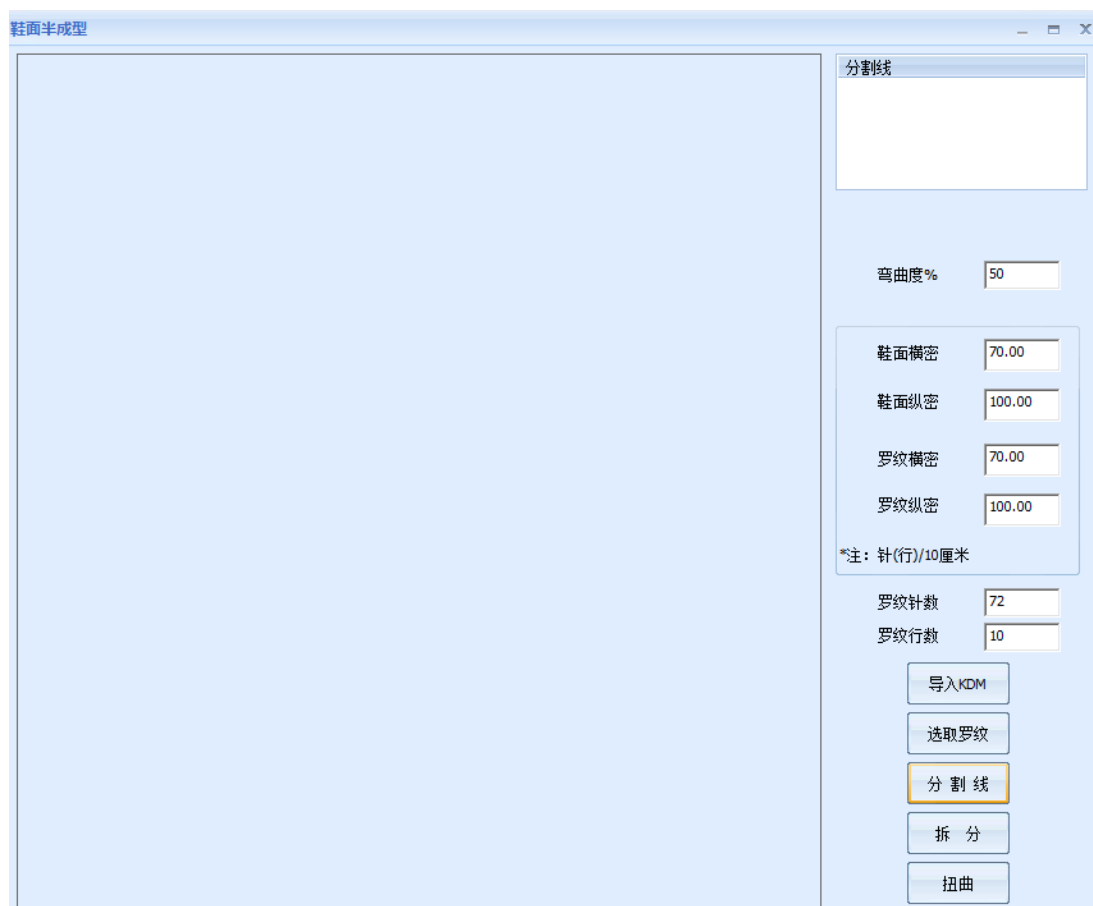 鞋面半成型
分割线
弯曲度% 50
鞋面横密 70.00
鞋面纵密 100.00
罗纹横密 70.00
罗纹纵密 100.00
*注：针(行)/10厘米
罗纹针数 72
罗纹行数 10
导入KDM
选取罗纹
分 割 线
拆 分
扭曲